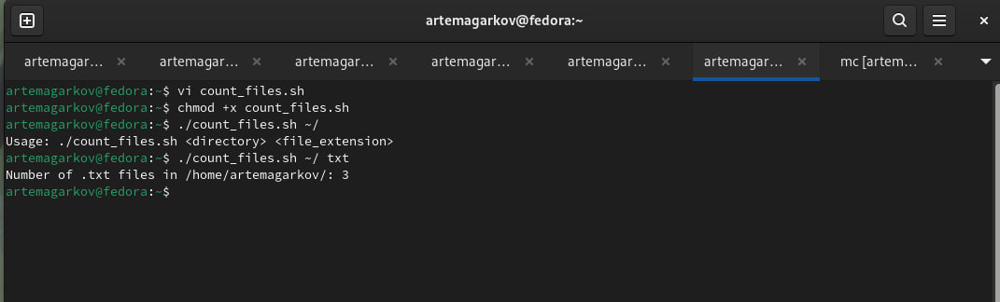 artemagarkov@fedora:~
artemagar... × artemagar... × artemagar... × artemagar... × artemagar... × artemagar... × mc [artem... ×
artemagarkov@fedora:~$ vi count_files.sh
artemagarkov@fedora:~$ chmod +x count_files.sh
artemagarkov@fedora:~$ ./count_files.sh ~/
Usage: ./count_files.sh <directory> <file_extension>
artemagarkov@fedora:~$ ./count_files.sh ~/ txt
Number of .txt files in /home/artemagarkov/: 3
artemagarkov@fedora:~$